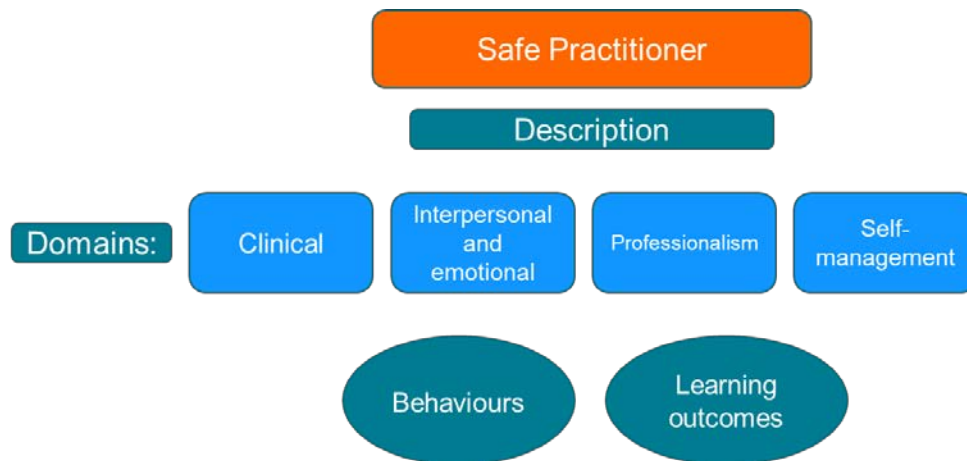 Safe Practitioner
Description
Domains:
Clinical
Interpersonal
and
emotional
Professionalism
Self-
management
Behaviours
Learning
outcomes